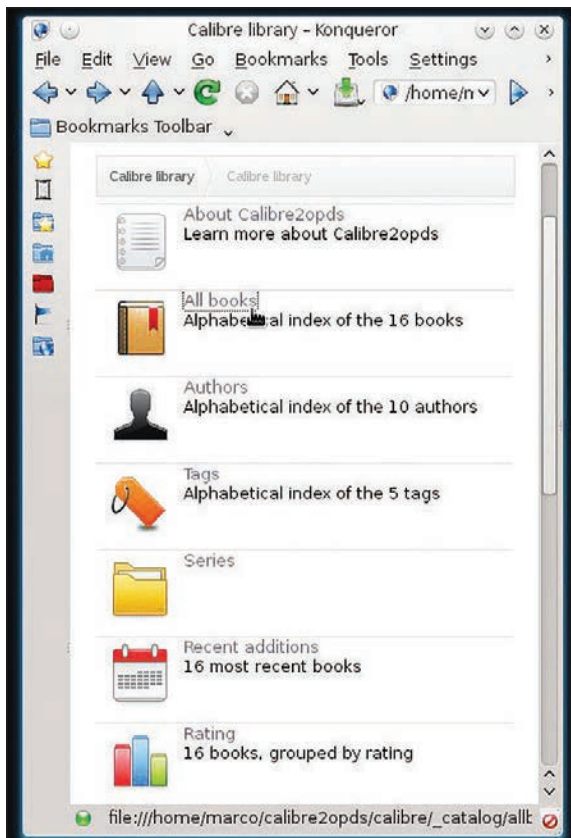 Calibre library – Konqueror
File Edit View Go Bookmarks Tools Settings
/home/n
Bookmarks Toolbar
Calibre library Calibre library
About Calibre2opds
Learn more about Calibre2opds
All books
Alphabetical index of the 16 books
Authors
Alphabetical index of the 10 authors
Tags
Alphabetical index of the 5 tags
Series
Recent additions
16 most recent books
Rating
16 books, grouped by rating
file:///home/marco/calibre2opds/calibre/_catalog/allb